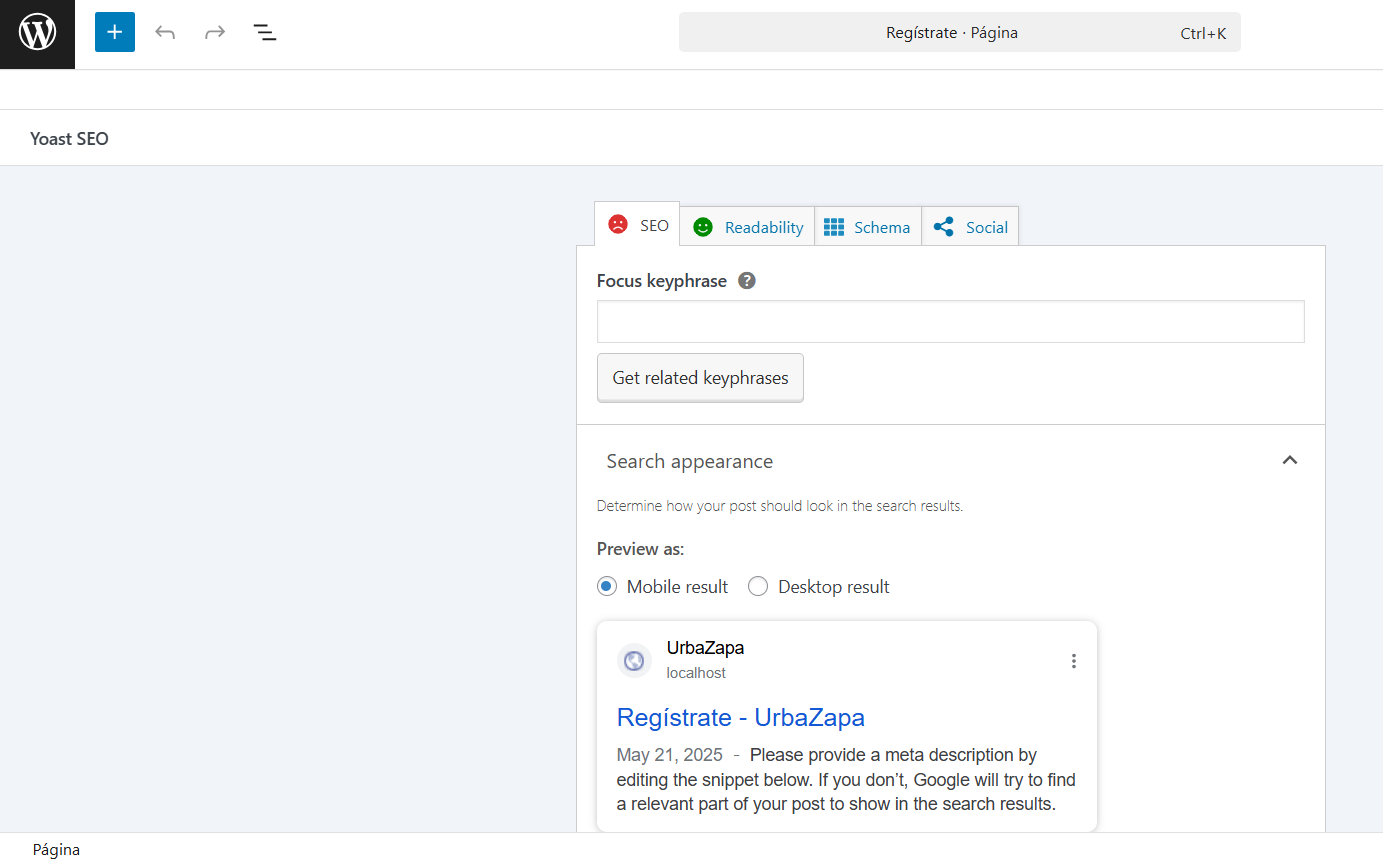 Regístrate · Página Ctrl+K
Yoast SEO
SEO Readability Schema Social
Focus keyphrase ?
Get related keyphrases
Search appearance
Determine how your post should look in the search results.
Preview as:
Mobile result Desktop result
UrbaZapa
localhost
Regístrate - UrbaZapa
May 21, 2025 - Please provide a meta description by
editing the snippet below. If you don’t, Google will try to find
a relevant part of your post to show in the search results.
Página